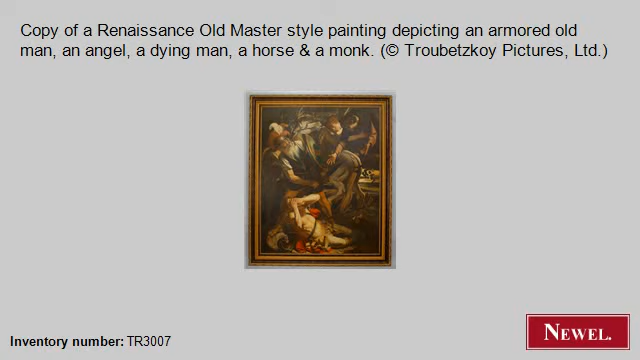 Copy of a Renaissance Old Master style painting depicting an armored old
man, an angel, a dying man, a horse & a monk. (© Troubetzkoy Pictures, Ltd.)
Inventory number: TR3007
NEWEL.